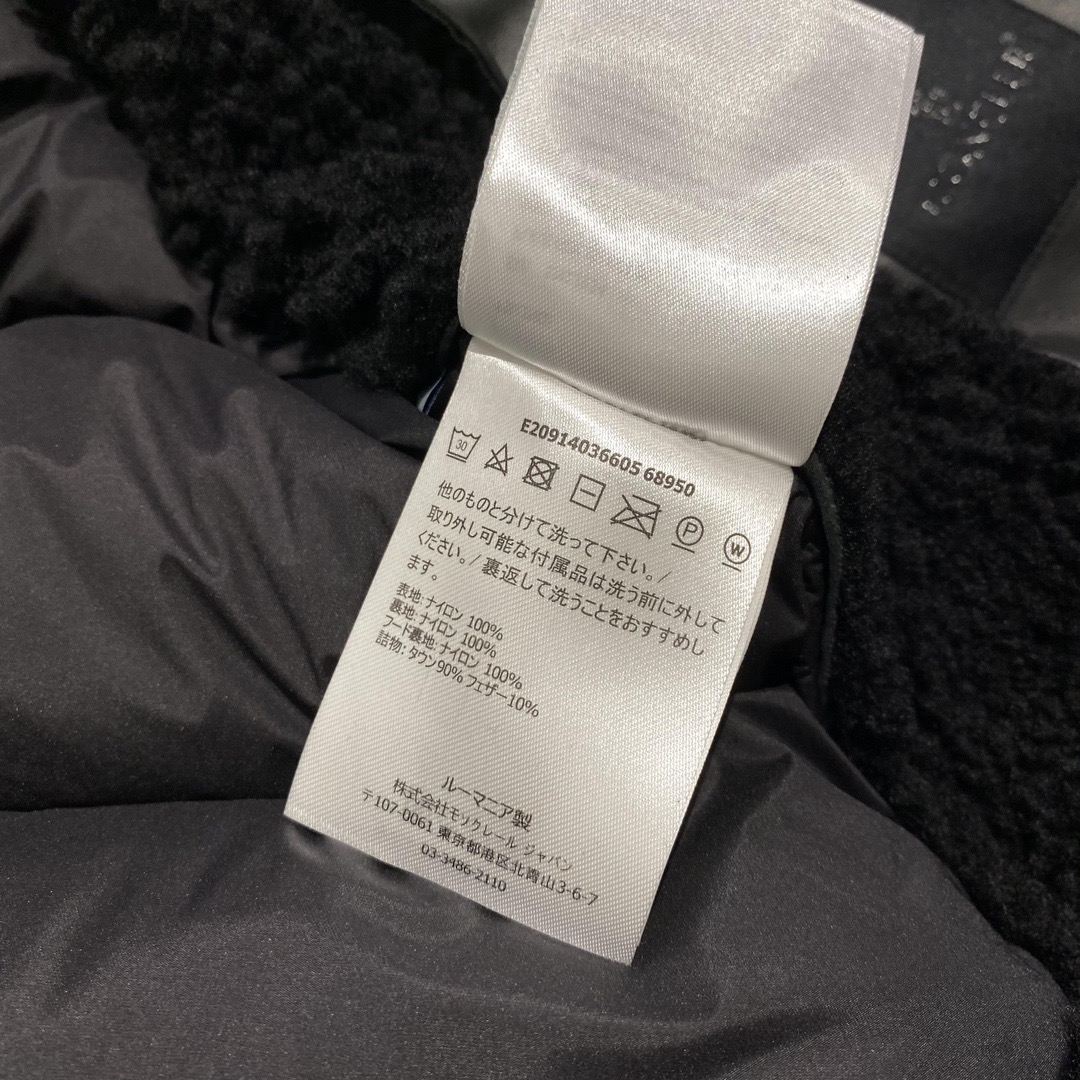 E20914036605 68950
30
P
W
他のものと分けて洗って下さい。/
取り外し可能な付属品は洗う前に外して
ください。/ 裏返して洗うことをおすすめし
ます。
表地: ナイロン 100%
裏地: ナイロン 100%
フード裏地: ナイロン 100%
詰物: タウン90% フェザー10%
ルーマニア製
株式会社モンクレール ジャパン
〒107-0061 東京都港区北青山3-6-7
03-3486-2110